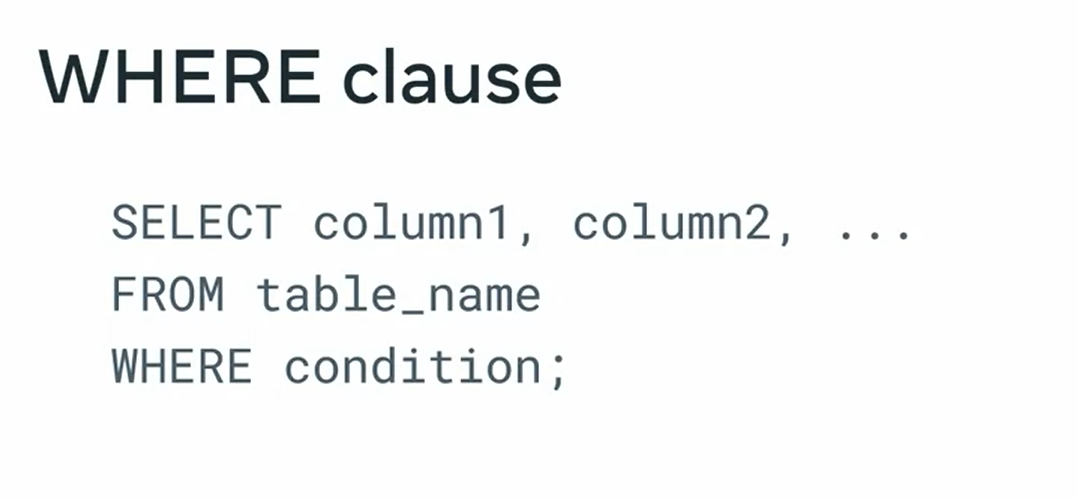 WHERE clause
SELECT column1, column2, ...
FROM table_name
WHERE condition;